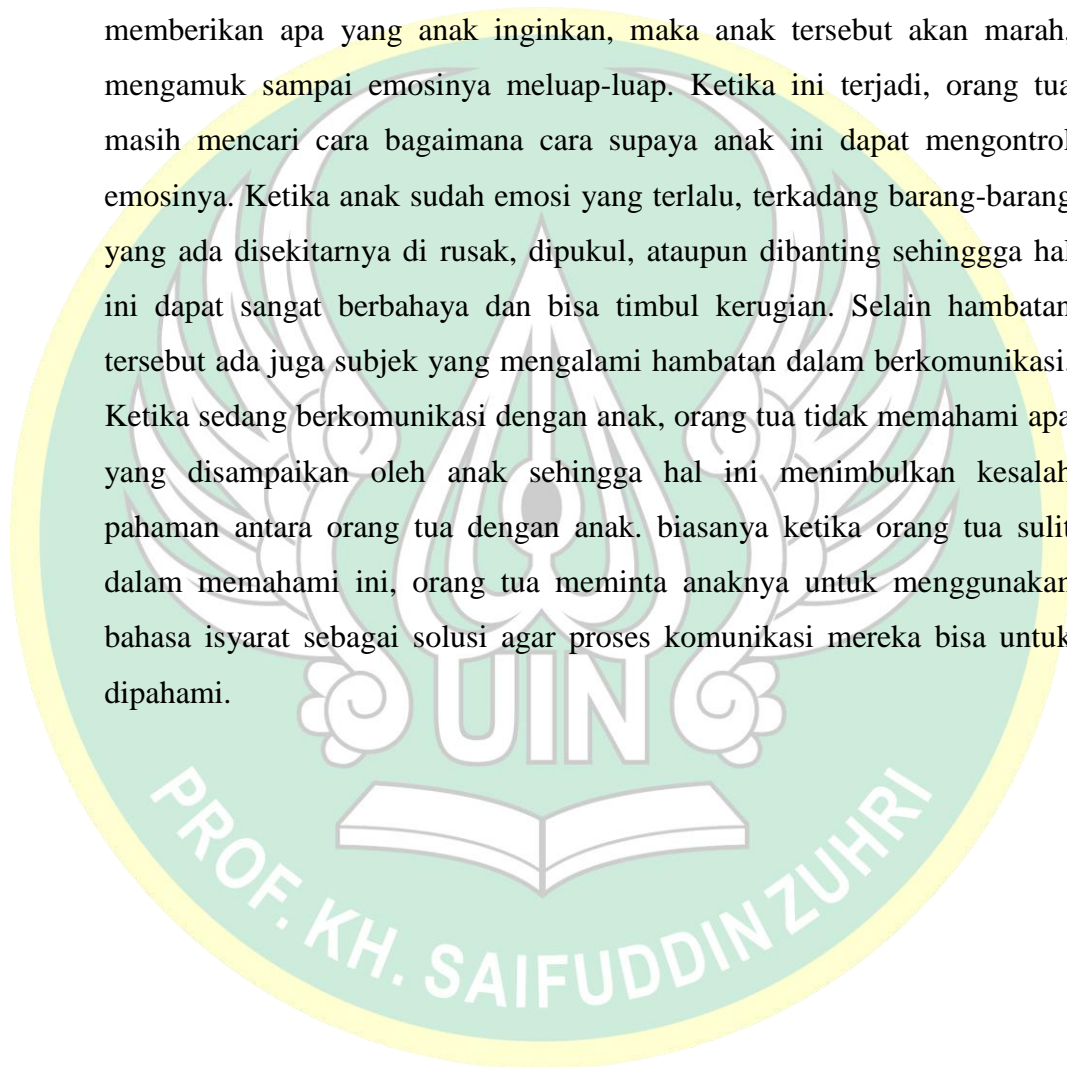 memberikan apa yang anak inginkan, maka anak tersebut akan marah,
mengamuk sampai emosinya meluap-luap. Ketika ini terjadi, orang tua
masih mencari cara bagaimana cara supaya anak ini dapat mengontrol
emosinya. Ketika anak sudah emosi yang terlalu, terkadang barang-barang
yang ada disekitarnya di rusak, dipukul, ataupun dibanting sehinggga hal
ini dapat sangat berbahaya dan bisa timbul kerugian. Selain hambatan
tersebut ada juga subjek yang mengalami hambatan dalam berkomunikasi.
Ketika sedang berkomunikasi dengan anak, orang tua tidak memahami apa
yang disampaikan oleh anak sehingga hal ini menimbulkan kesalah
pahaman antara orang tua dengan anak. biasanya ketika orang tua sulit
dalam memahami ini, orang tua meminta anaknya untuk menggunakan
bahasa isyarat sebagai solusi agar proses komunikasi mereka bisa untuk
dipahami.
UIN
PROF. KH. SAIFUDDIN ZUHRI